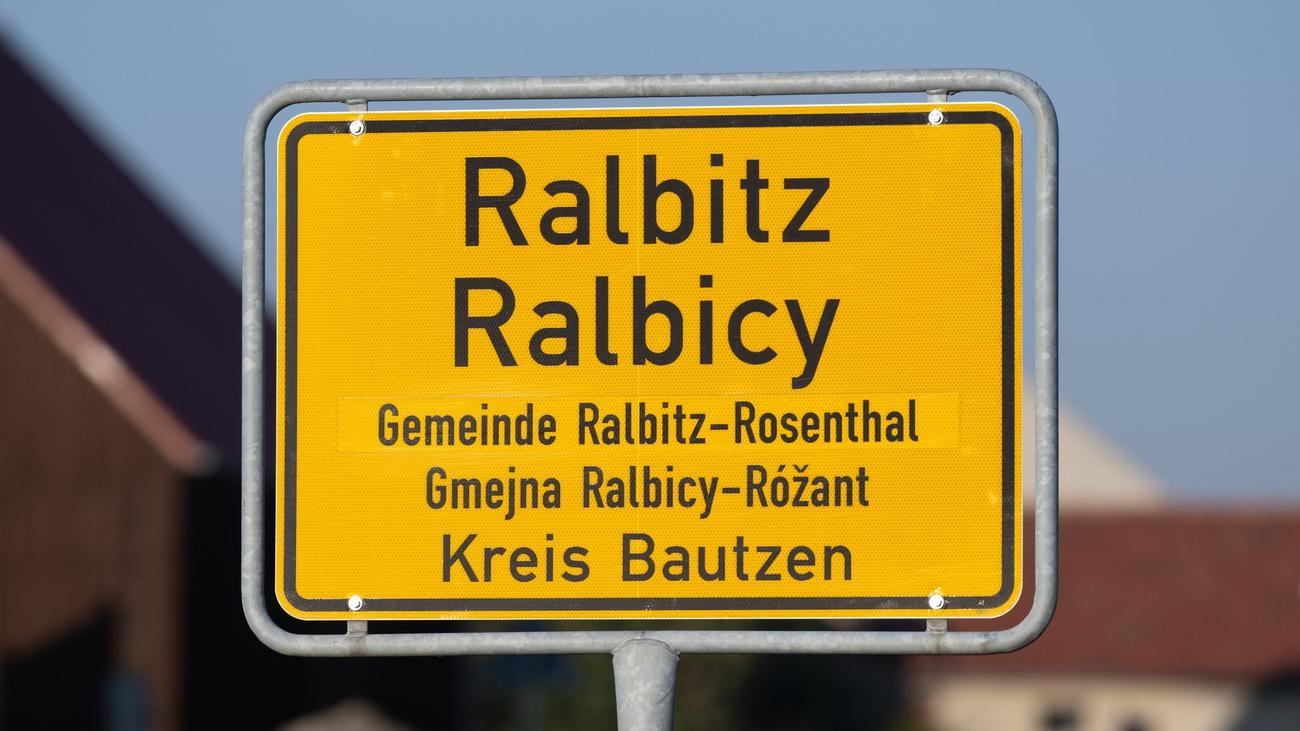 Ralbitz
Ralbicy
Gemeinde Ralbitz-Rosenthal
Gmejna Ralbicy-Róžant
Kreis Bautzen